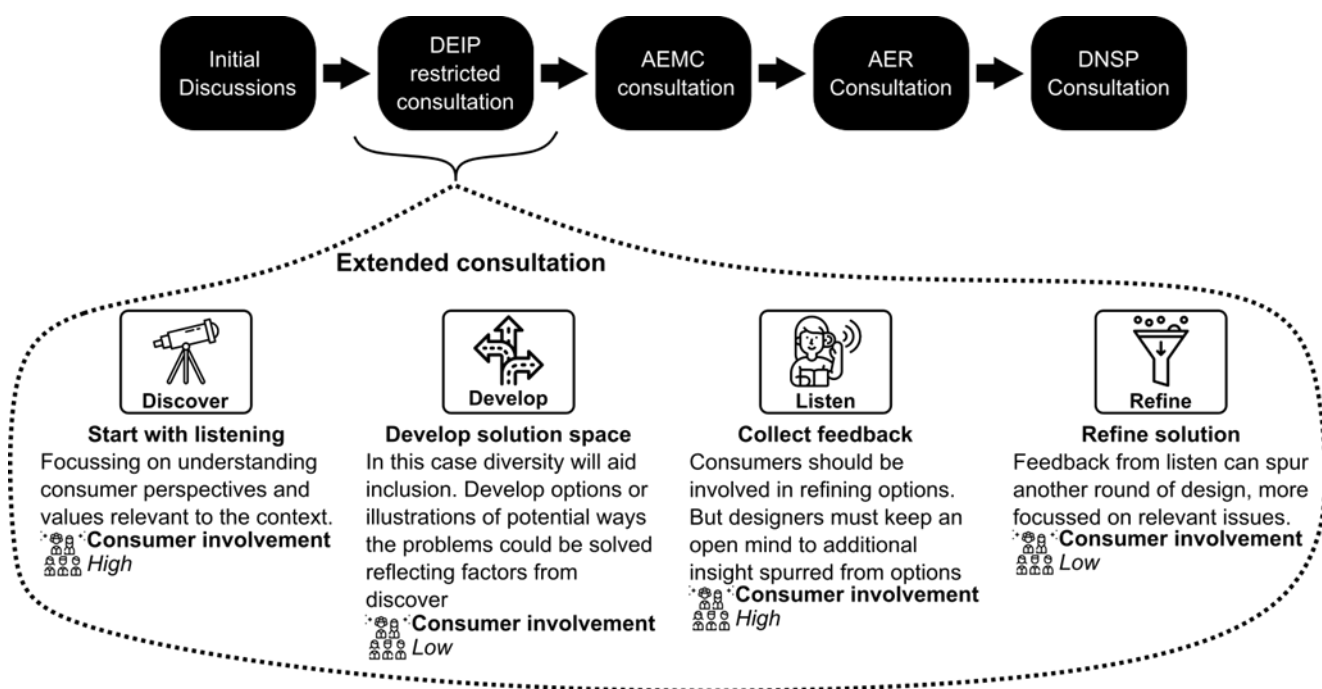 Initial
Discussions
DEIP
restricted
consultation
AEMC
consultation
AER
Consultation
DNSP
Consultation
Extended consultation
Discover
Start with listening
Focussing on understanding
consumer perspectives and
values relevant to the context.
Consumer involvement
High
Develop
Develop solution space
In this case diversity will aid
inclusion. Develop options or
illustrations of potential ways
the problems could be solved
reflecting factors from
discover
Consumer involvement
Low
Listen
Collect feedback
Consumers should be
involved in refining options.
But designers must keep an
open mind to additional
insight spurred from options
Consumer involvement
High
Refine
Refine solution
Feedback from listen can spur
another round of design, more
focussed on relevant issues.
Consumer involvement
Low